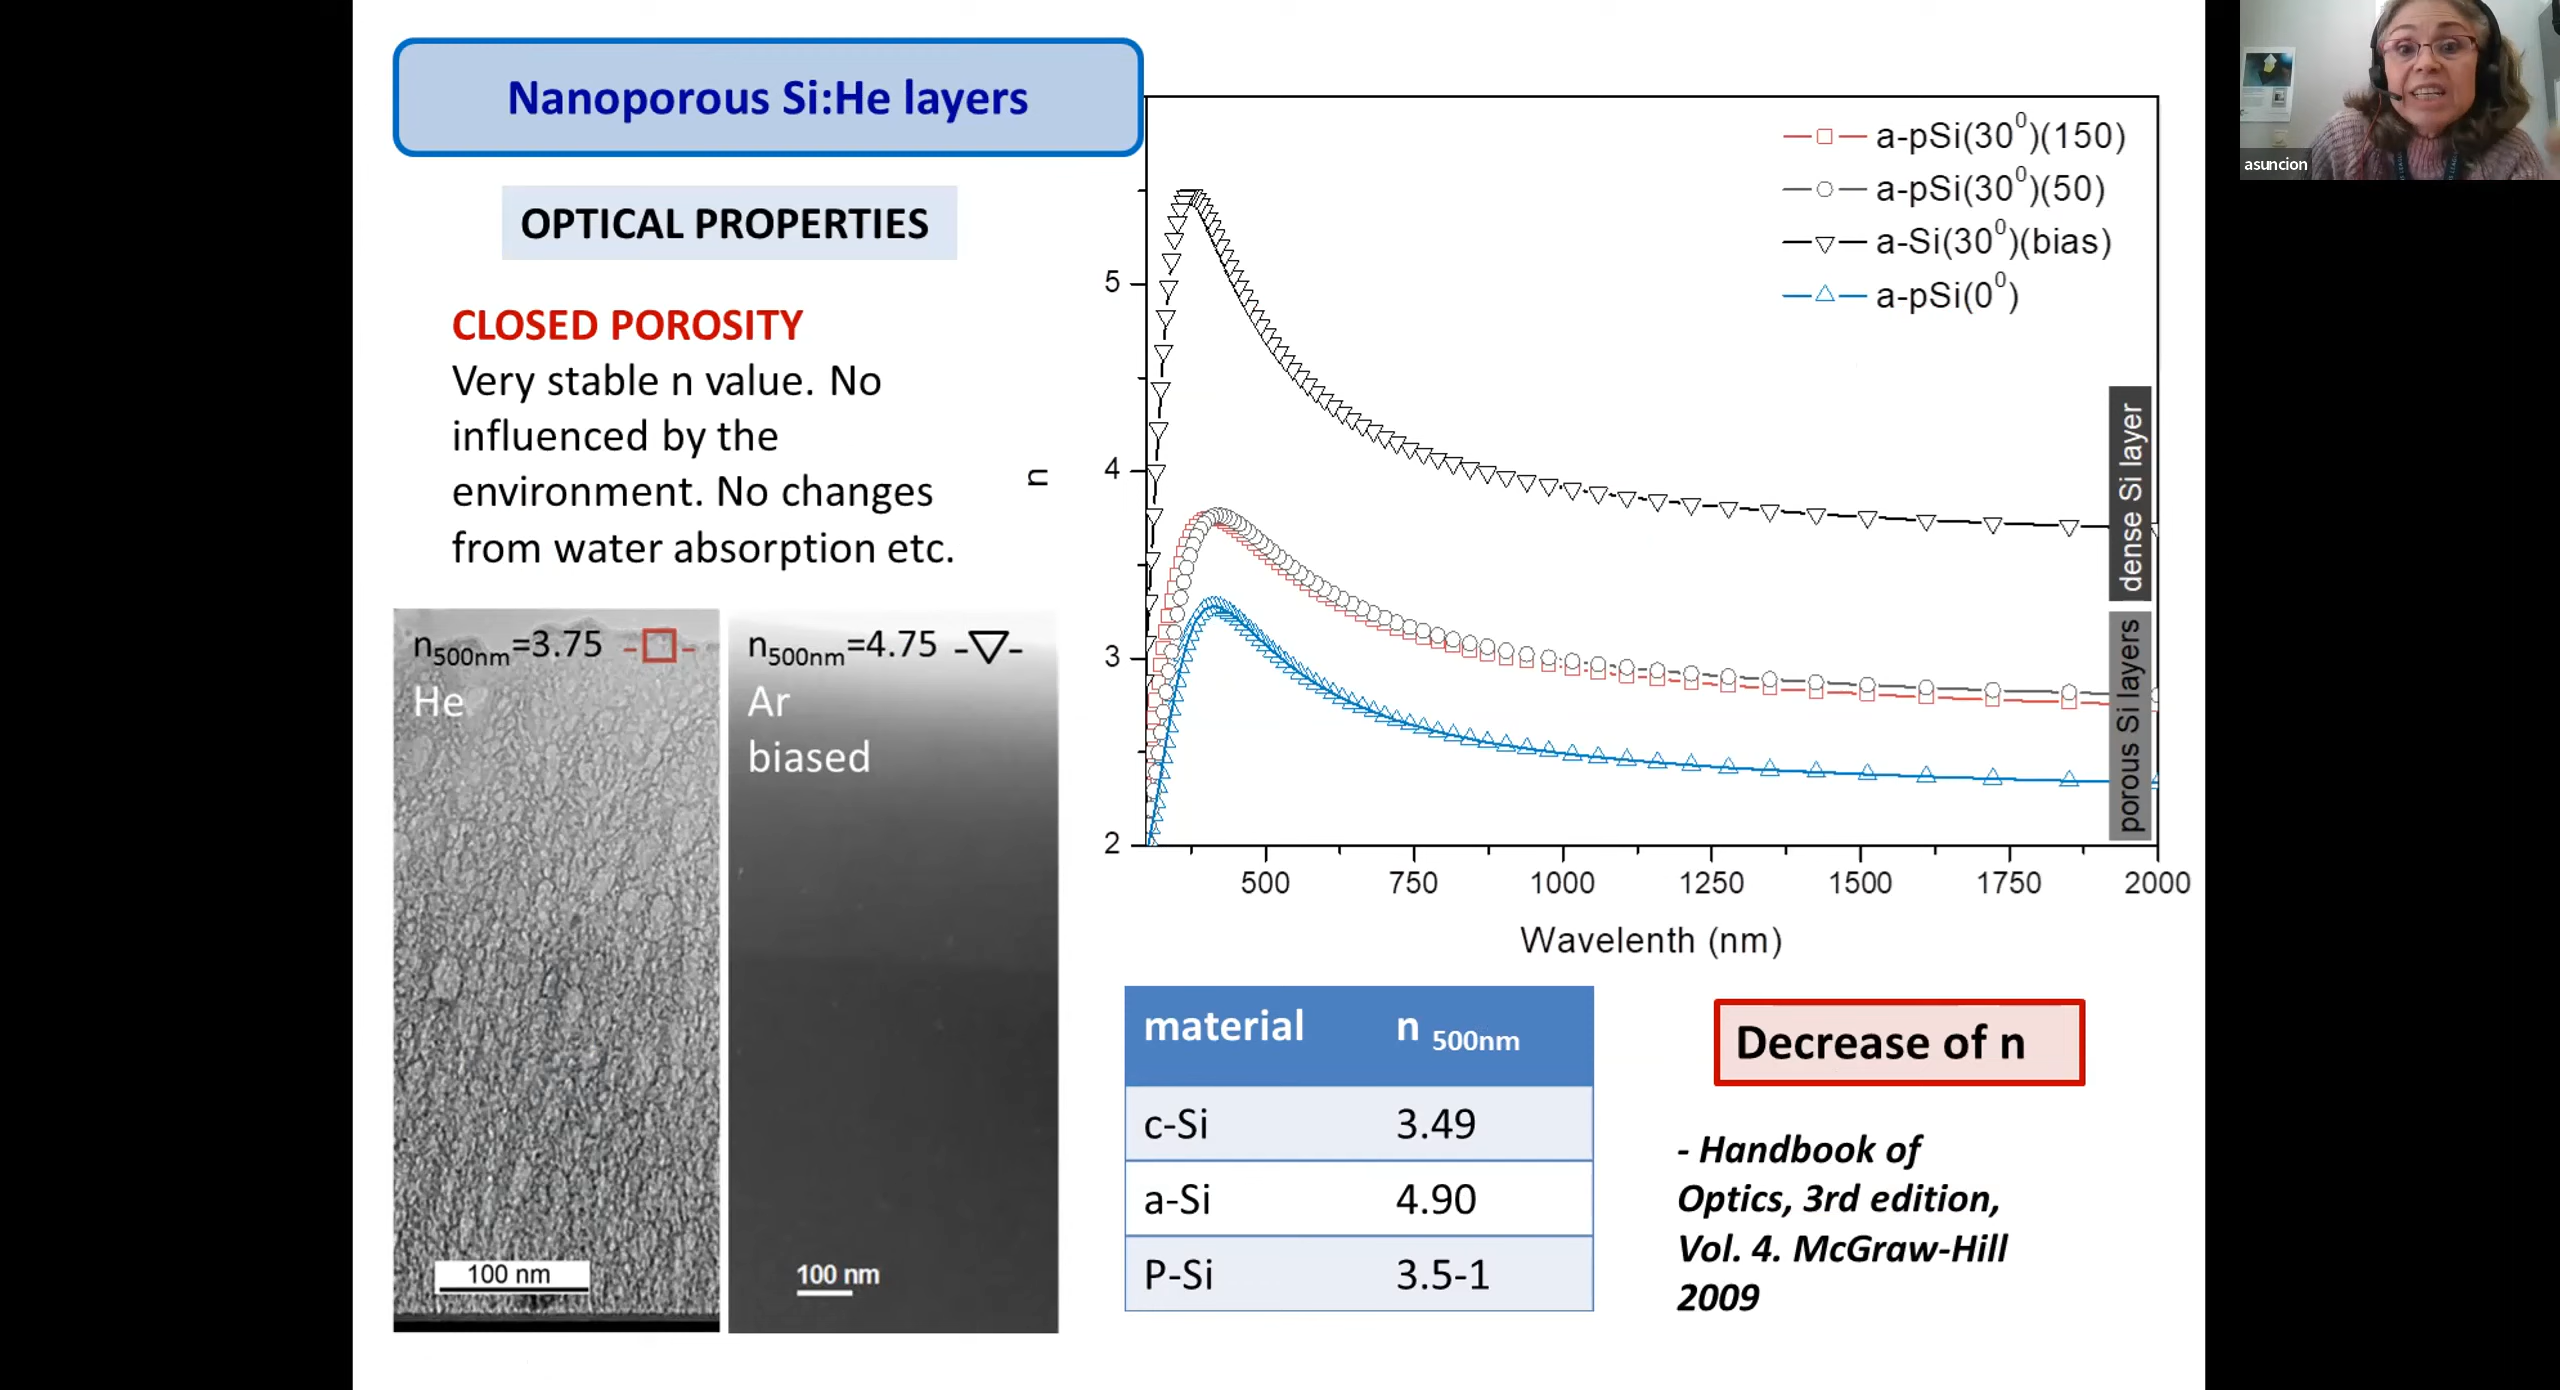 Nanoporous Si:He layers
OPTICAL PROPERTIES
CLOSED POROSITY
Very stable n value. No
influenced by the
environment. No changes
from water absorption etc.
n500nm=3.75 -□-
He
n500nm=4.75 -▽-
Ar
biased
100 nm
100 nm
a-pSi(30⁰)(150)
a-pSi(30⁰)(50)
a-Si(30⁰)(bias)
a-pSi(0⁰)
n
5
4
3
2
dense Si layer
porous Si layers
500 750 1000 1250 1500 1750 2000
Wavelenth (nm)
material n 500nm
c-Si 3.49
a-Si 4.90
P-Si 3.5-1
Decrease of n
- Handbook of
Optics, 3rd edition,
Vol. 4. McGraw-Hill
2009
asuncion